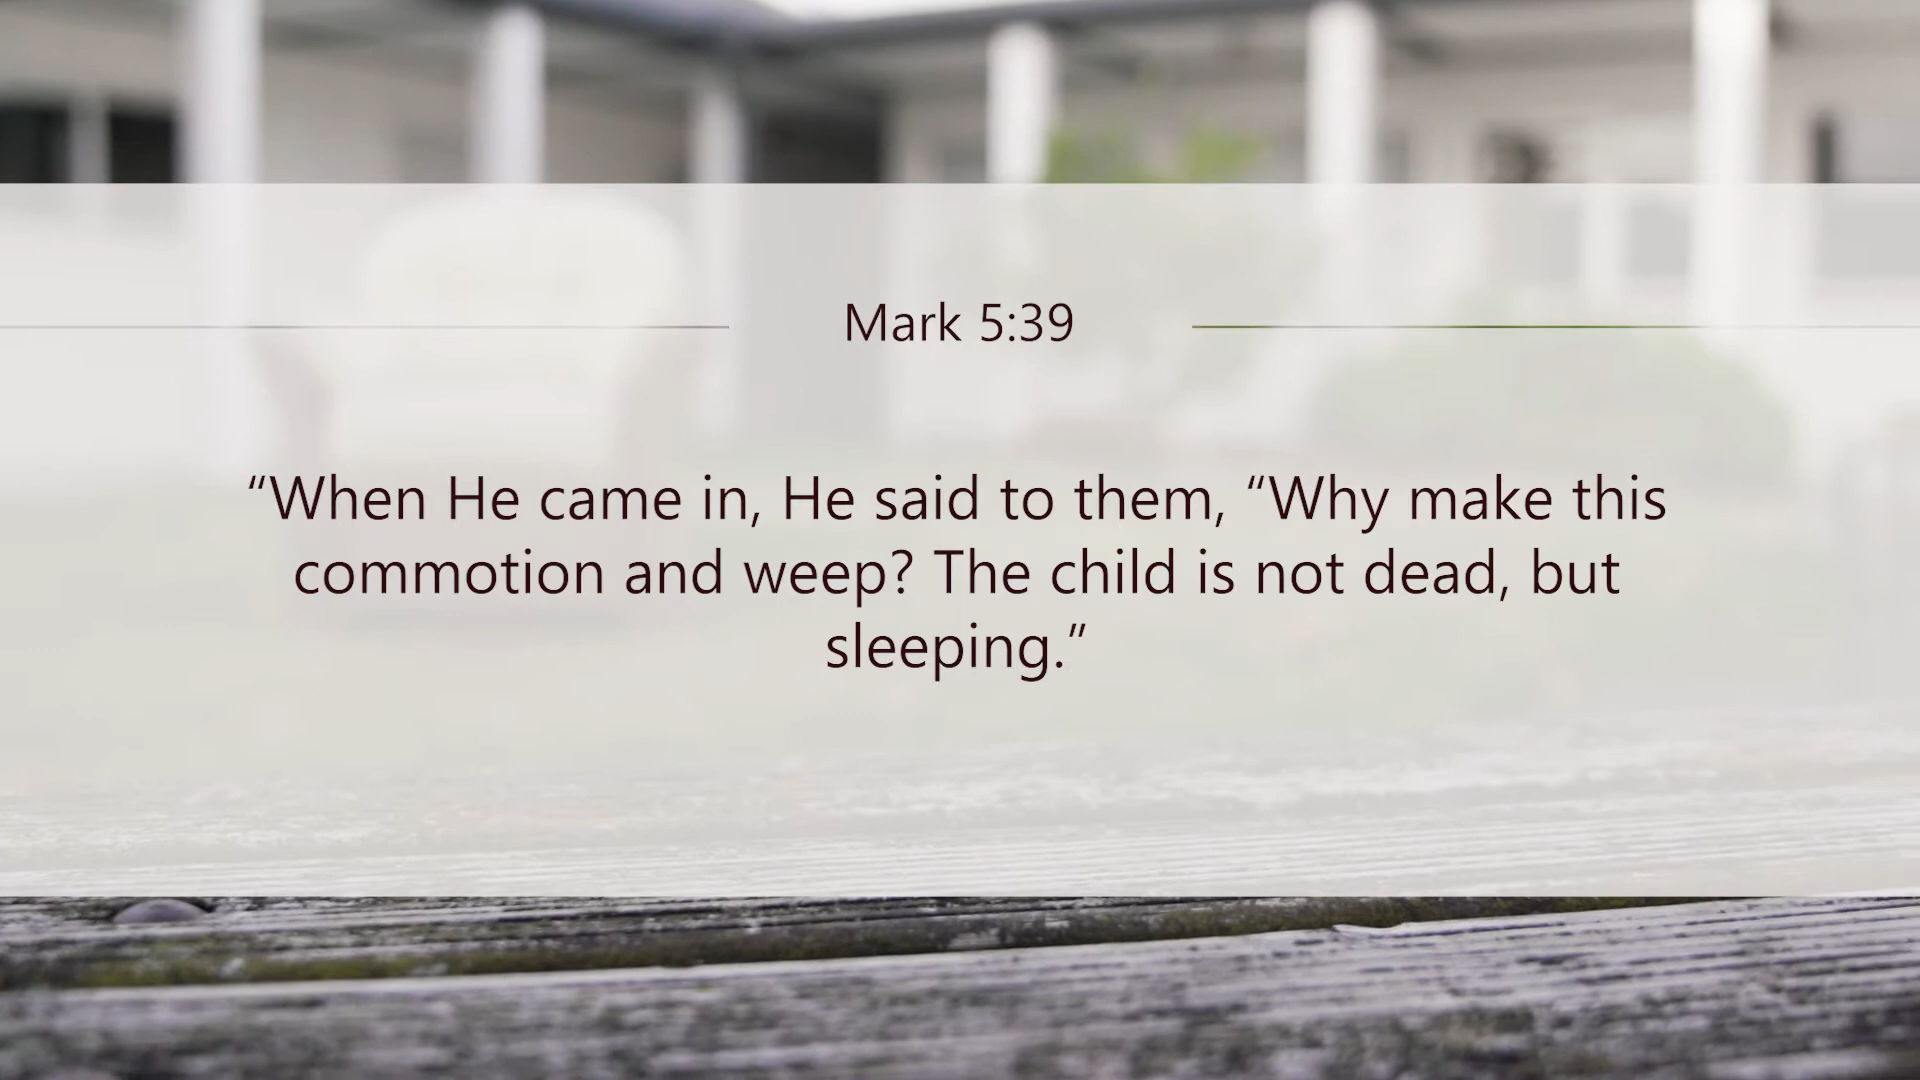 Mark 5:39
“When He came in, He said to them, “Why make this
commotion and weep? The child is not dead, but
sleeping.”